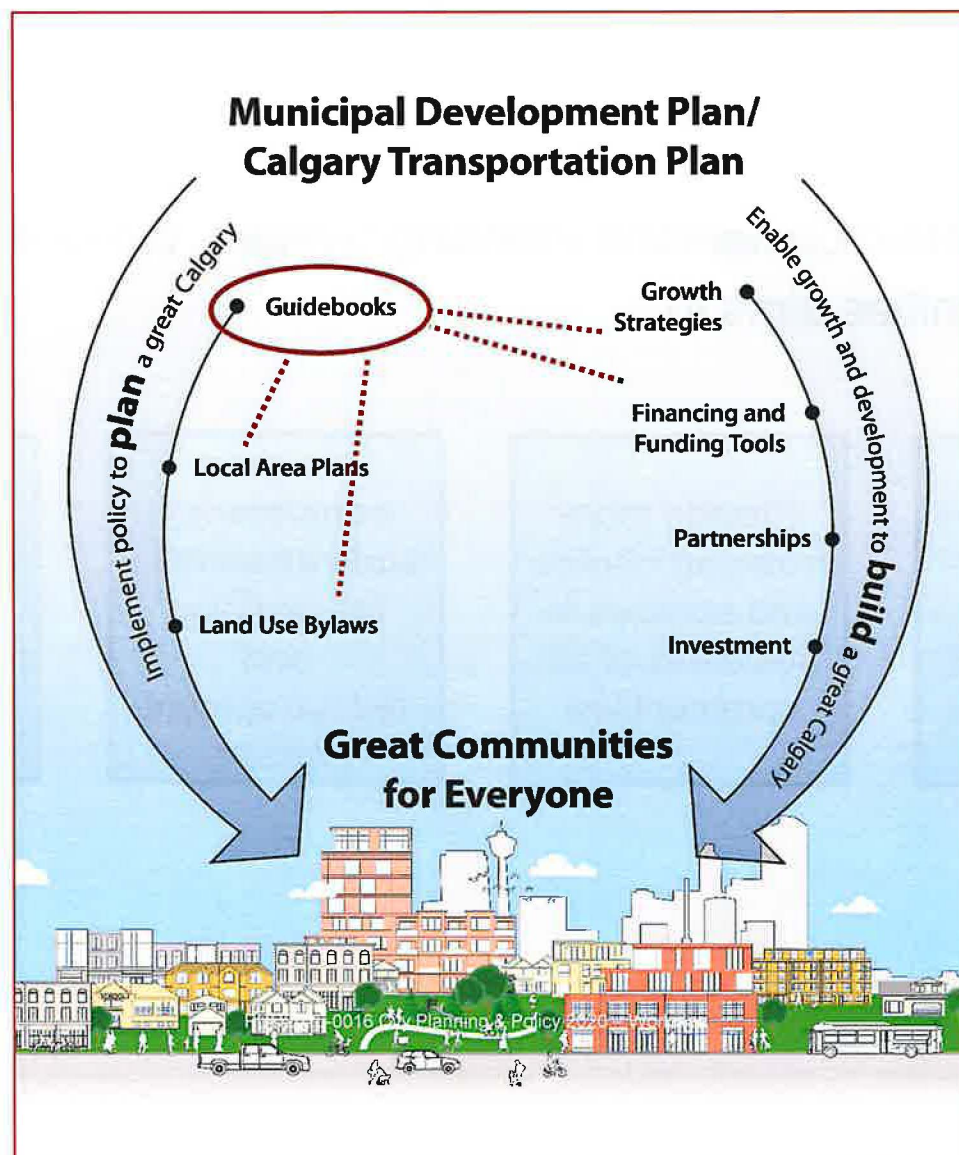 Municipal Development Plan/
Calgary Transportation Plan
Implement policy to plan a great Calgary
Guidebooks
Local Area Plans
Land Use Bylaws
Enable growth and development to build a great Calgary
Growth
Strategies
Financing and
Funding Tools
Partnerships
Investment
Great Communities
for Everyone
-0016 City Planning & Policy 2020